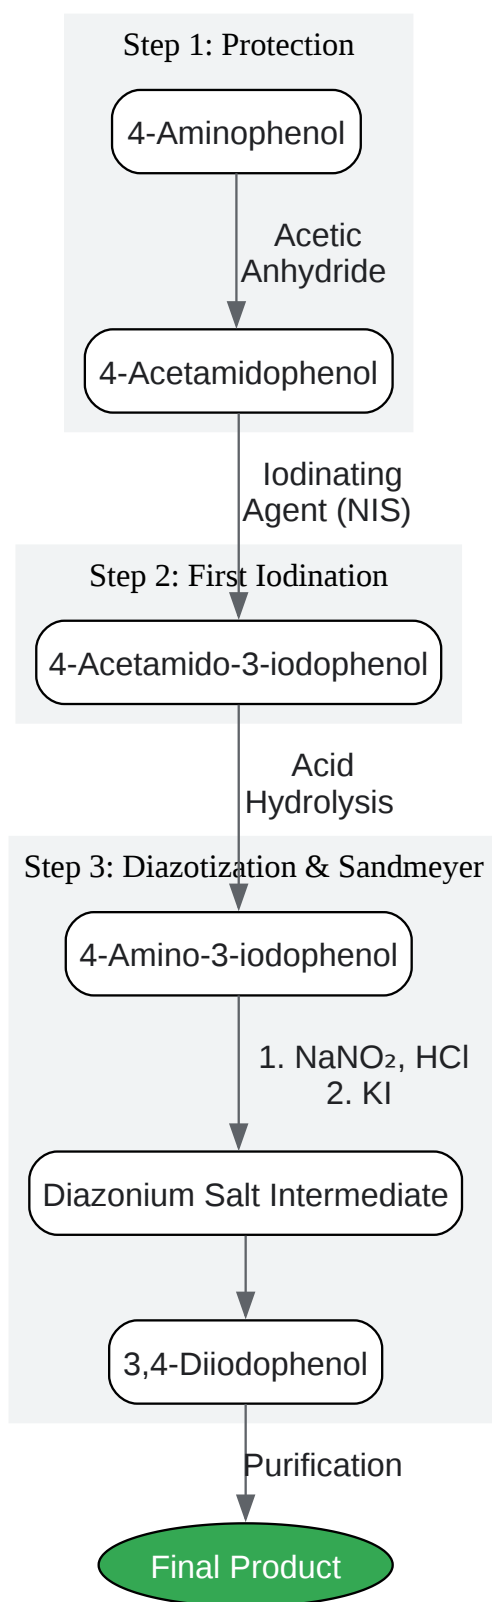 Step 1: Protection
4-Aminophenol
Acetic
Anhydride
4-Acetamidophenol
Iodinating
Agent (NIS)
Step 2: First Iodination
4-Acetamido-3-iodophenol
Acid
Hydrolysis
Step 3: Diazotization & Sandmeyer
4-Amino-3-iodophenol
1. NaNO₂, HCl
2. KI
Diazonium Salt Intermediate
3,4-Diiodophenol
Purification
Final Product